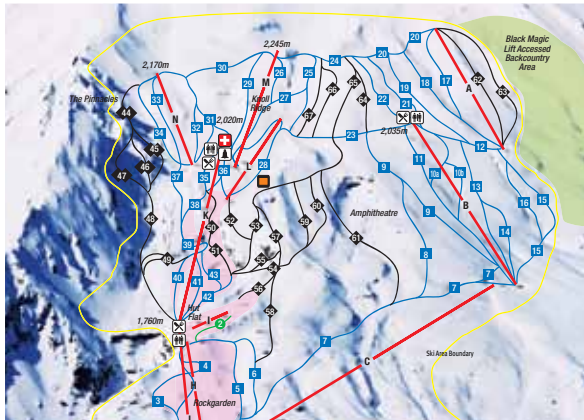 20
2,245m
2,170m
30
24
20
62
Black Magic
Lift Accessed
Backcountry
Area
M
26
25
65
19
18
17
A
63
29
66
64
33
The Pinnacles
44
27
22
21
31
2,020m
Knoll
Ridge
67
34
N
32
2,035m
23
45
35
36
28
L
11
12
47
46
37
9
10a
10b
13
38
16
15
48
K
50
52
60
Amphitheatre
B
53
59
9
39
51
57
61
14
49
55
8
15
40
41
43
54
7
42
56
7
1,760m
Hut
Flat
I
2
58
7
C
Ski Area Boundary
4
H
6
5
3
Rockgarden